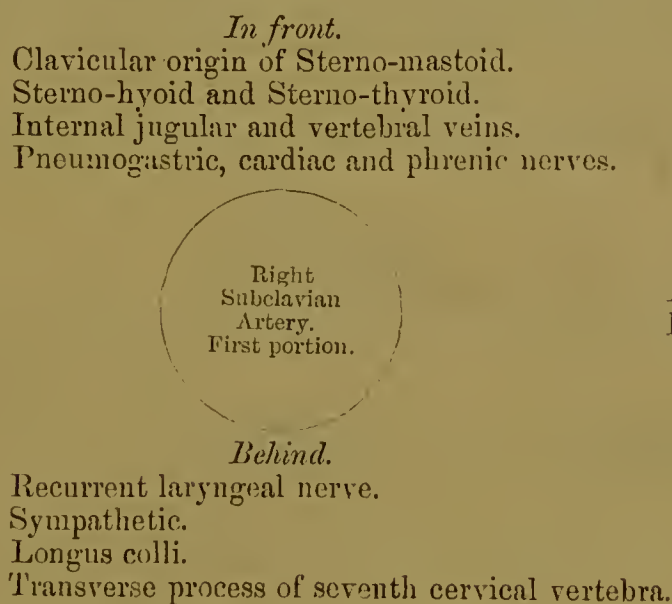 In front.
Clavicular origin of Sterno-mastoid.
Sterno-hyoid and Sterno-thyroid.
Internal jugular and vertebral veins.
Pneumogastric, cardiac and phrenic nerves.
Right
Subclavian
Artery.
First portion.
Behind.
Recurrent laryngeal nerve.
Sympathetic.
Longus colli.
Transverse process of seventh cervical vertebra.